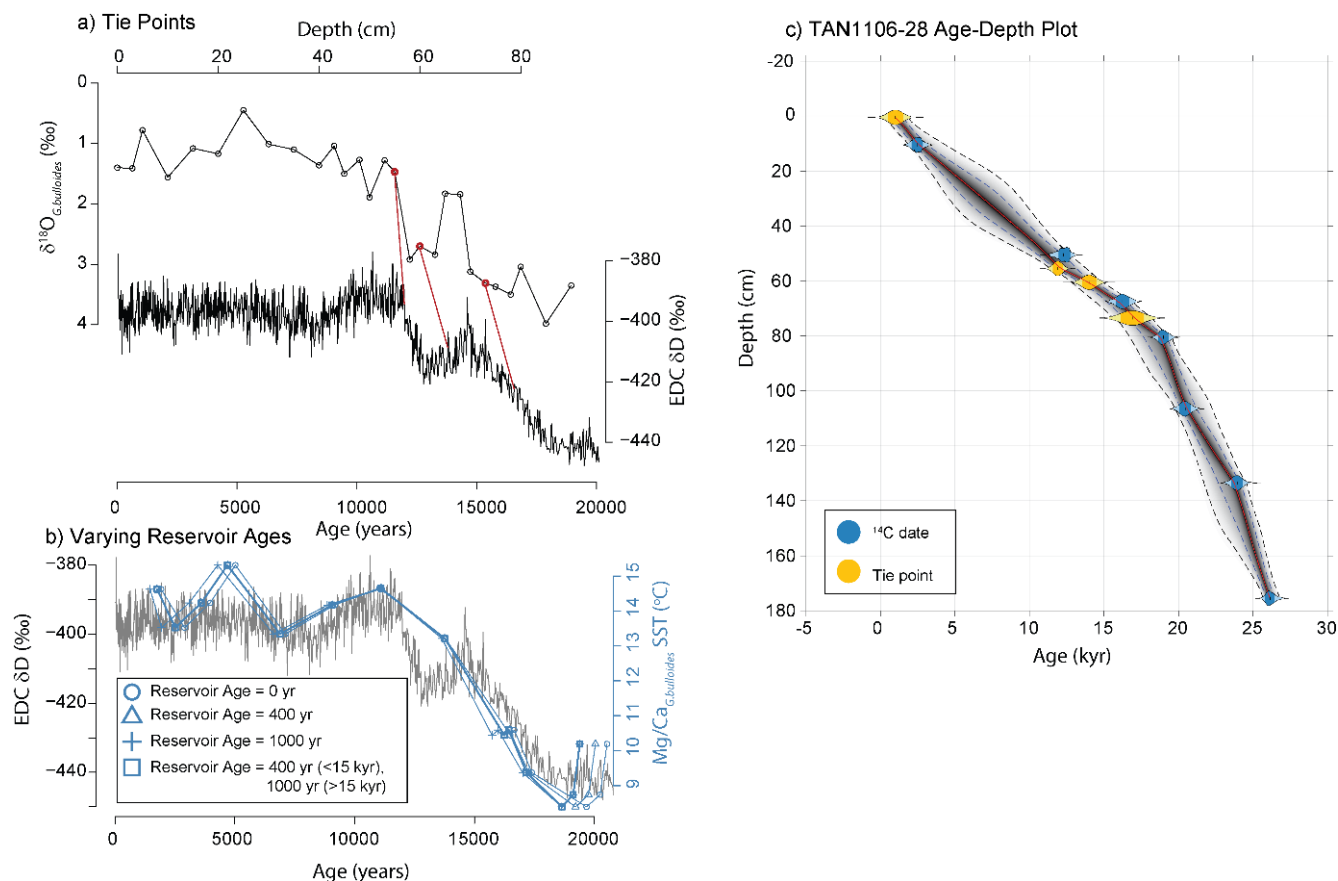 a) Tie Points
Depth (cm)
0 20 40 60 80
0
1
2
3
4
δ¹⁸O G.bulloides (‰)
−380
−400
−420
−440
EDC δD (‰)
0 5000 10000 15000 20000
Age (years)
b) Varying Reservoir Ages
−380
−400
−420
−440
EDC δD (‰)
15
14
13
12
11
10
9
Mg/Ca G.bulloides SST (°C)
Reservoir Age = 0 yr
Reservoir Age = 400 yr
Reservoir Age = 1000 yr
Reservoir Age = 400 yr (<15 kyr),
1000 yr (>15 kyr)
0 5000 10000 15000 20000
Age (years)
c) TAN1106-28 Age-Depth Plot
-20
0
20
40
60
80
100
120
140
160
180
Depth (cm)
¹⁴C date
Tie point
-5 0 5 10 15 20 25 30
Age (kyr)